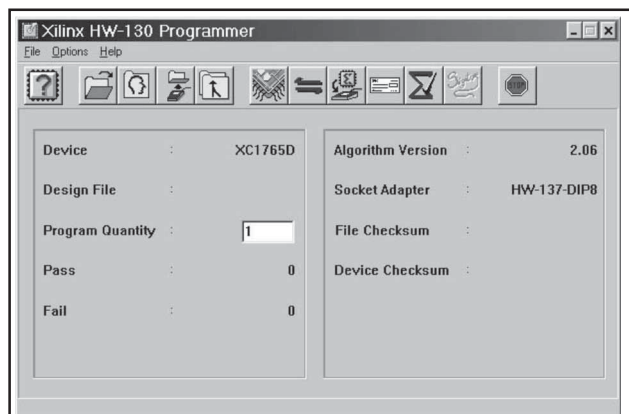 Xilinx HW-130 Programmer
File Options Help
Device : XC1765D
Design File :
Program Quantity : 1
Pass : 0
Fail : 0
Algorithm Version : 2.06
Socket Adapter : HW-137-DIP8
File Checksum :
Device Checksum :
STOP